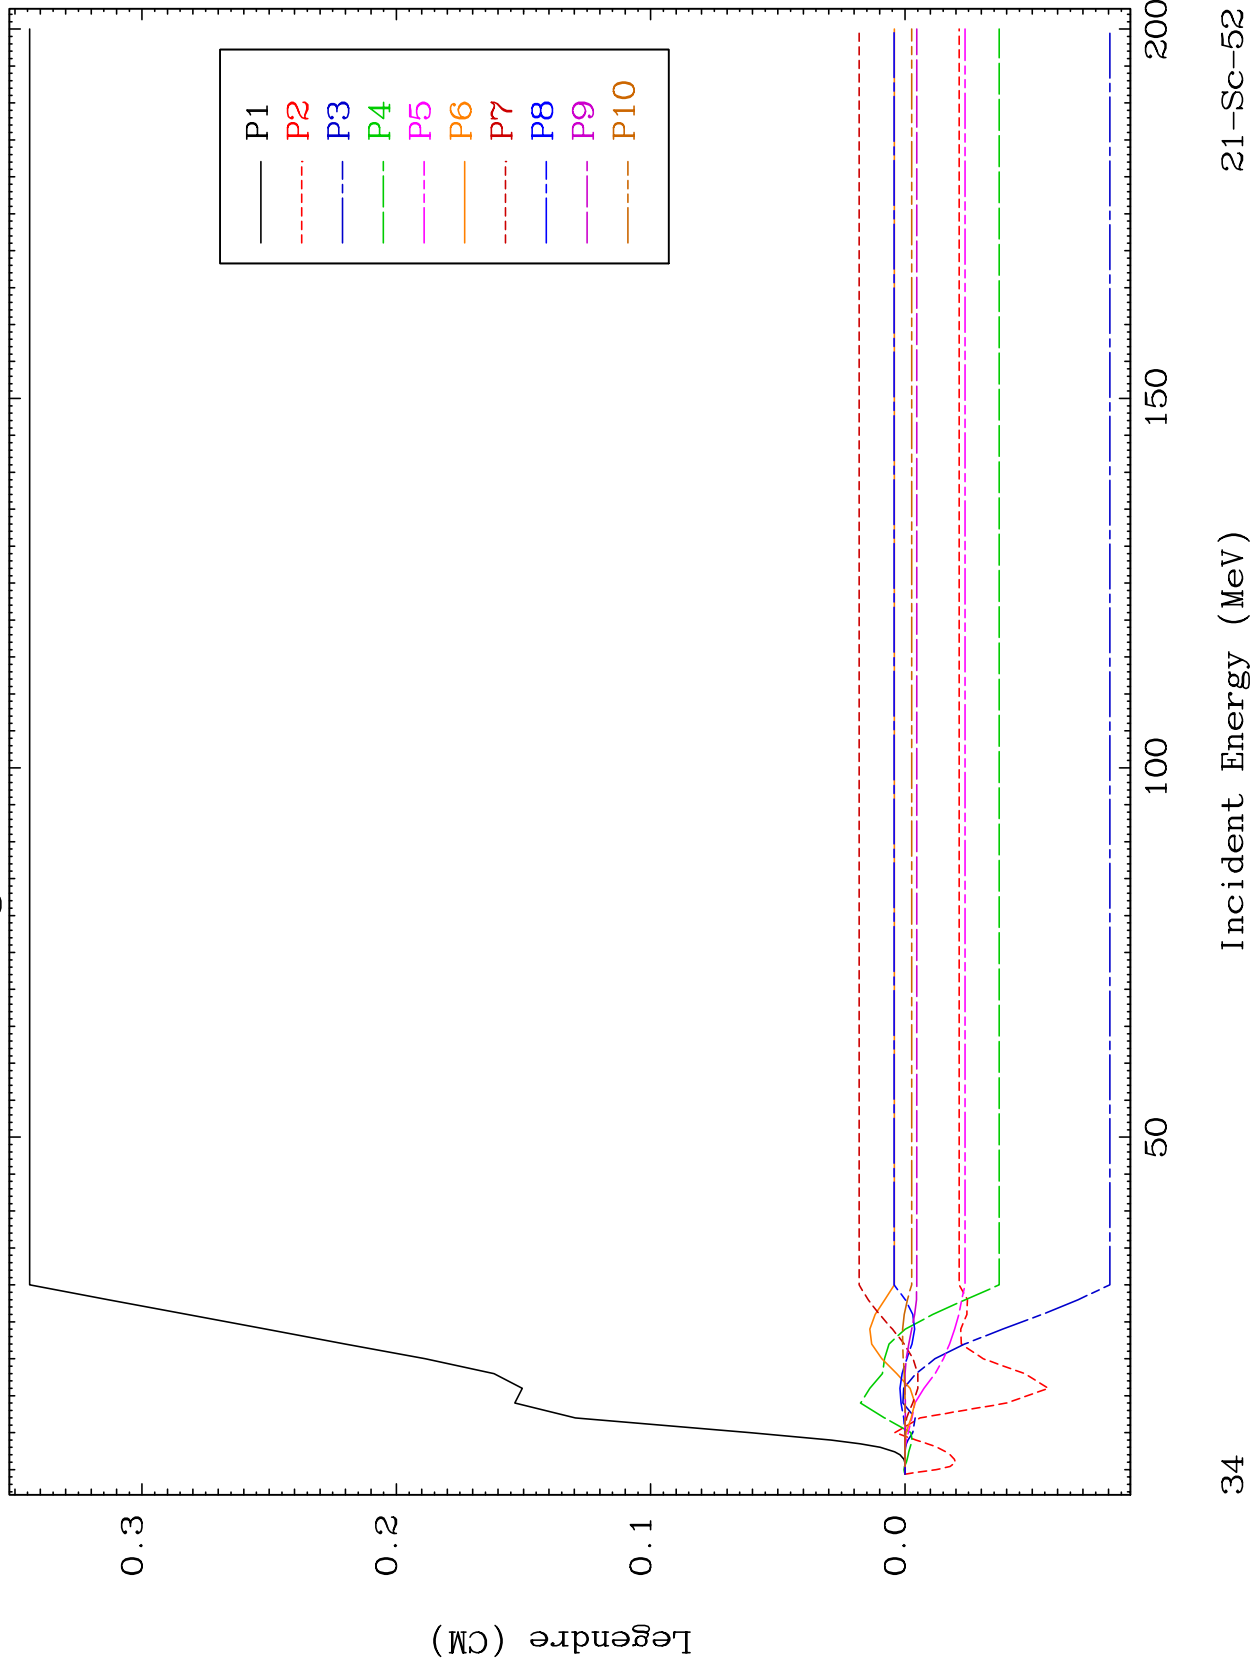 Legendre (CM)
0.3
0.2
0.1
0.0
P1
P2
P3
P4
P5
P6
P7
P8
P9
P10
50
100
150
200
Incident Energy (MeV)
34
21-Sc-52